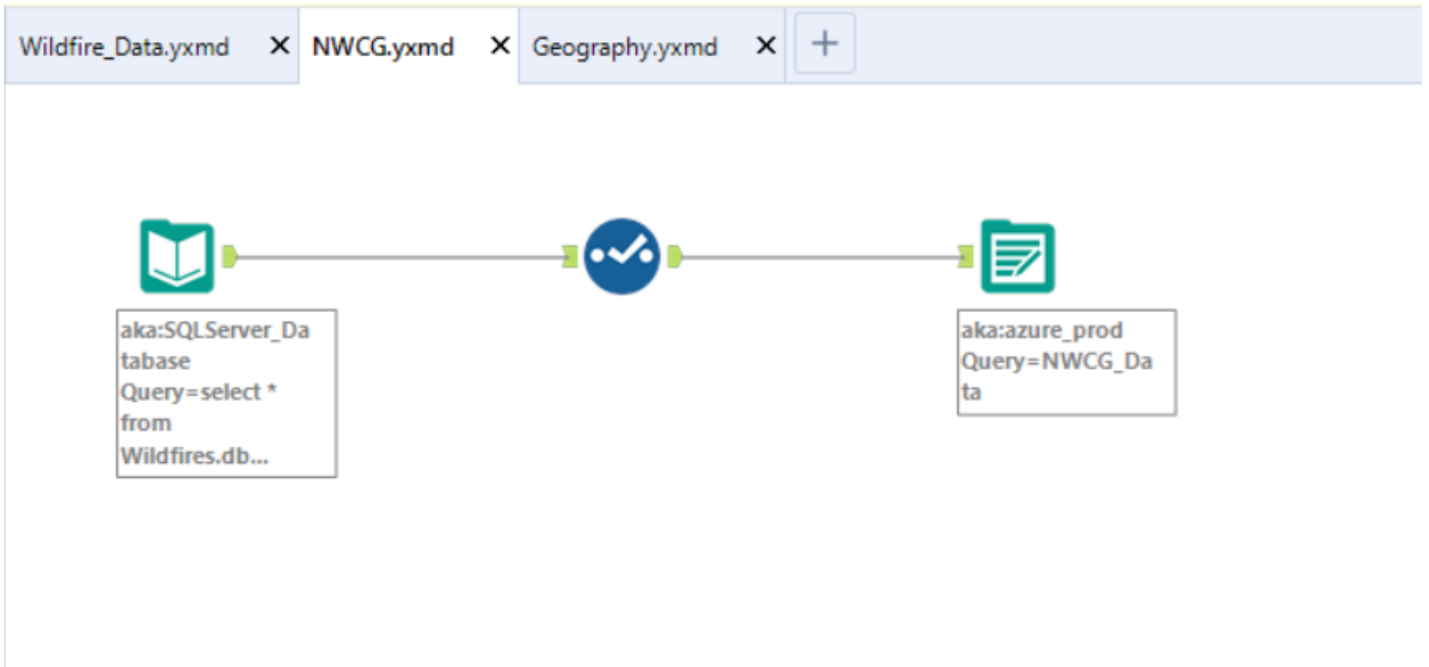 Wildfire_Data.yxmd X NWCG.yxmd X Geography.yxmd X +
aka:SQLServer_Da
tabase
Query=select *
from
Wildfires.db...
aka:azure_prod
Query=NWCG_Da
ta